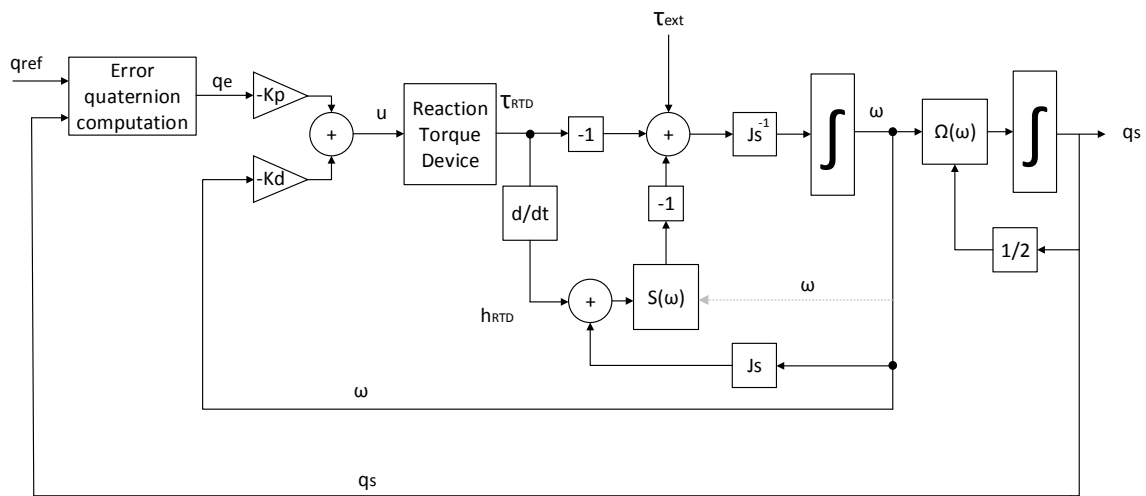 τext
qref
Error
quaternion
computation
qe
-Kp
+
u
Reaction
Torque
Device
τRTD
-1
+
Js-1
∫
ω
Ω(ω)
∫
qs
-Kd
d/dt
-1
1/2
hRTD
+
S(ω)
ω
Js
ω
qs